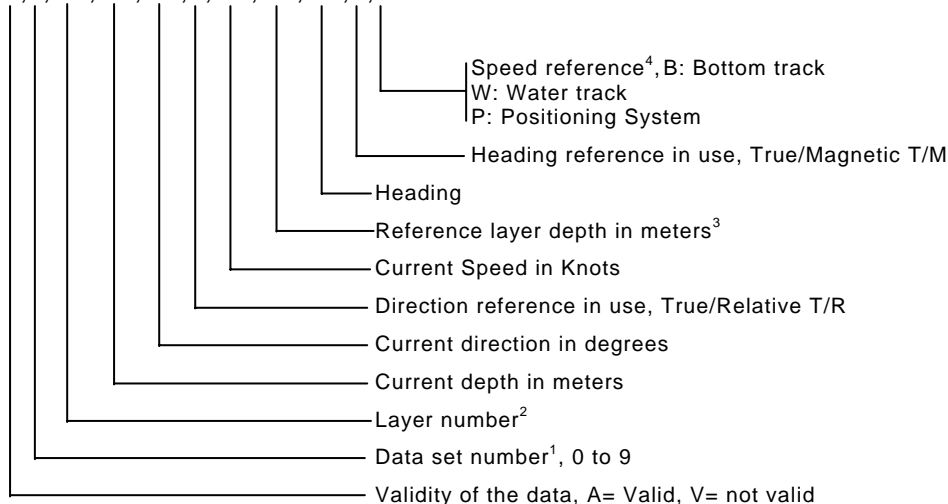 Speed reference⁴, B: Bottom track
W: Water track
P: Positioning System
Heading reference in use, True/Magnetic T/M
Heading
Reference layer depth in meters³
Current Speed in Knots
Direction reference in use, True/Relative T/R
Current direction in degrees
Current depth in meters
Layer number²
Data set number¹, 0 to 9
Validity of the data, A= Valid, V= not valid